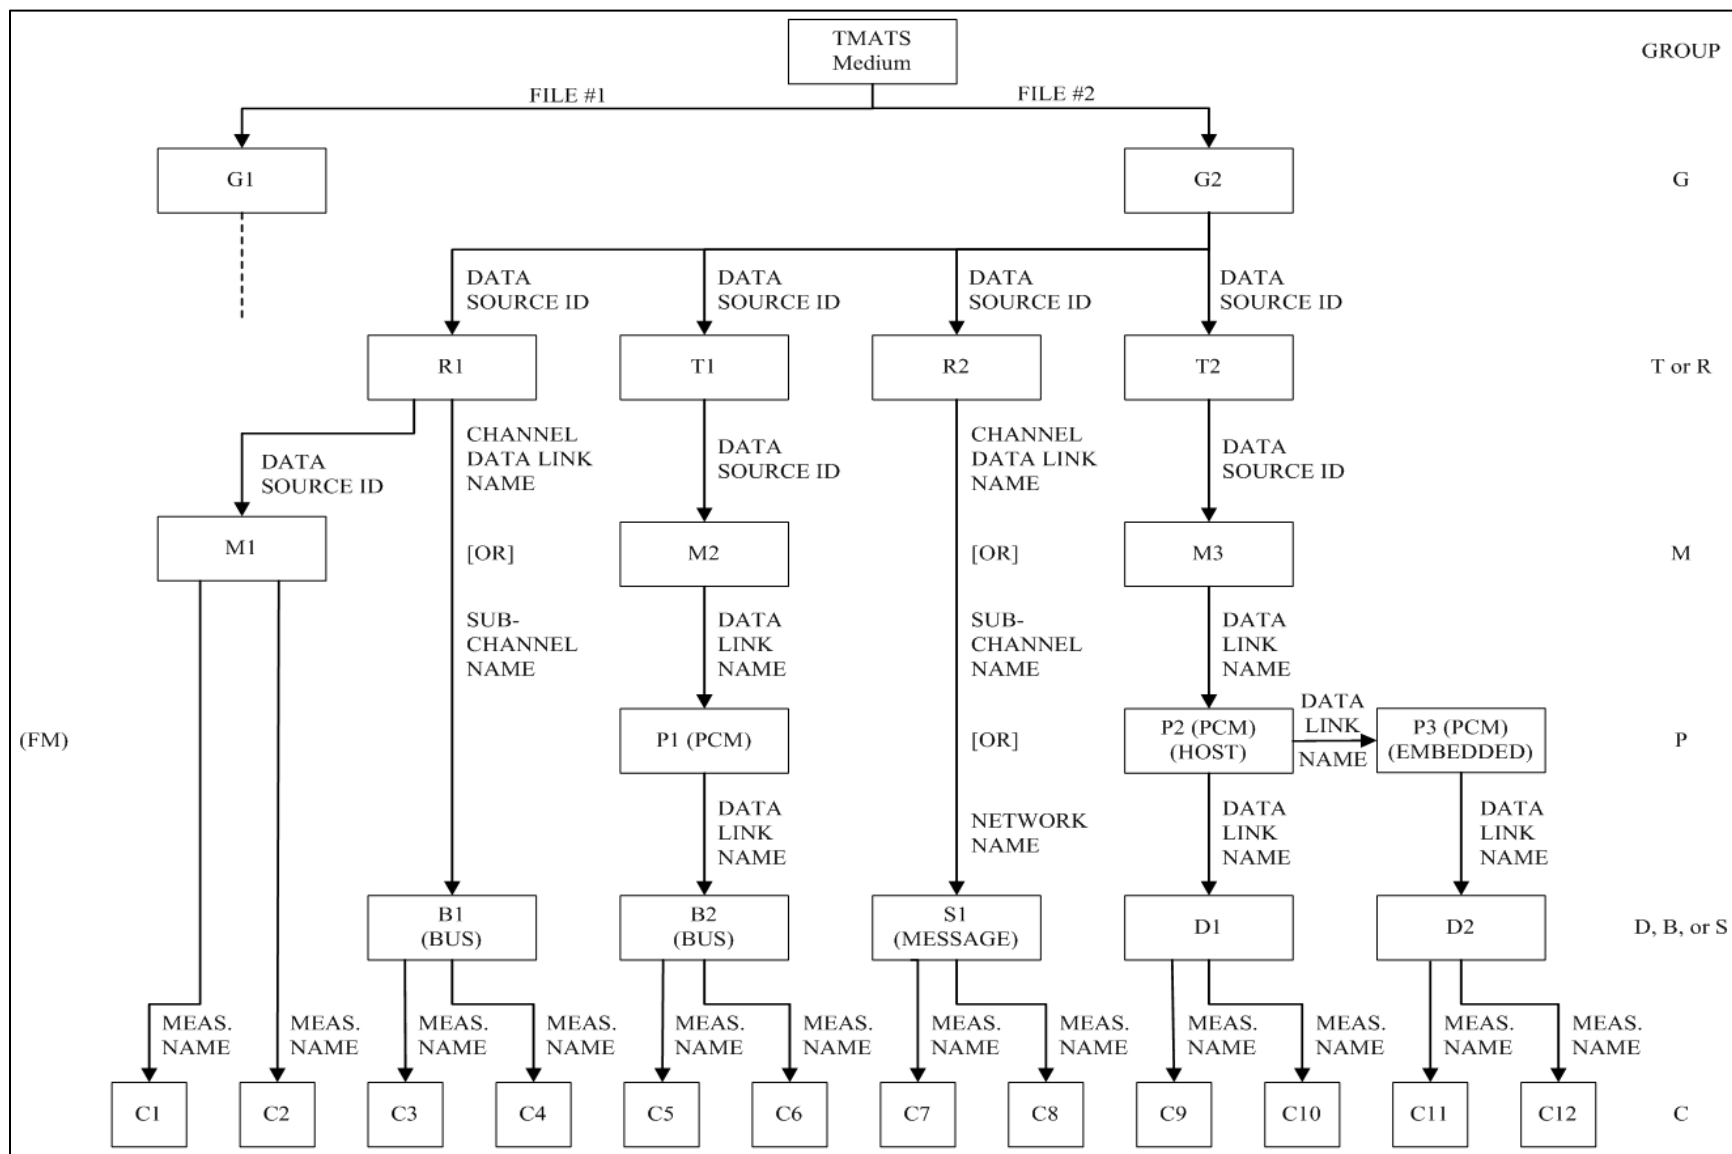 TMATS
Medium
GROUP
FILE #1
FILE #2
G1
G2
G
DATA
SOURCE ID
DATA
SOURCE ID
DATA
SOURCE ID
DATA
SOURCE ID
R1
T1
R2
T2
T or R
DATA
SOURCE ID
CHANNEL
DATA LINK
NAME
DATA
SOURCE ID
CHANNEL
DATA LINK
NAME
DATA
SOURCE ID
M1
[OR]
M2
[OR]
M3
M
SUB-
CHANNEL
NAME
DATA
LINK
NAME
SUB-
CHANNEL
NAME
DATA
LINK
NAME
(FM)
P1 (PCM)
[OR]
P2 (PCM)
(HOST)
DATA
LINK
NAME
P3 (PCM)
(EMBEDDED)
P
DATA
LINK
NAME
NETWORK
NAME
DATA
LINK
NAME
DATA
LINK
NAME
B1
(BUS)
B2
(BUS)
S1
(MESSAGE)
D1
D2
D, B, or S
MEAS.
NAME
MEAS.
NAME
MEAS.
NAME
MEAS.
NAME
MEAS.
NAME
MEAS.
NAME
MEAS.
NAME
MEAS.
NAME
MEAS.
NAME
MEAS.
NAME
MEAS.
NAME
MEAS.
NAME
C1
C2
C3
C4
C5
C6
C7
C8
C9
C10
C11
C12
C